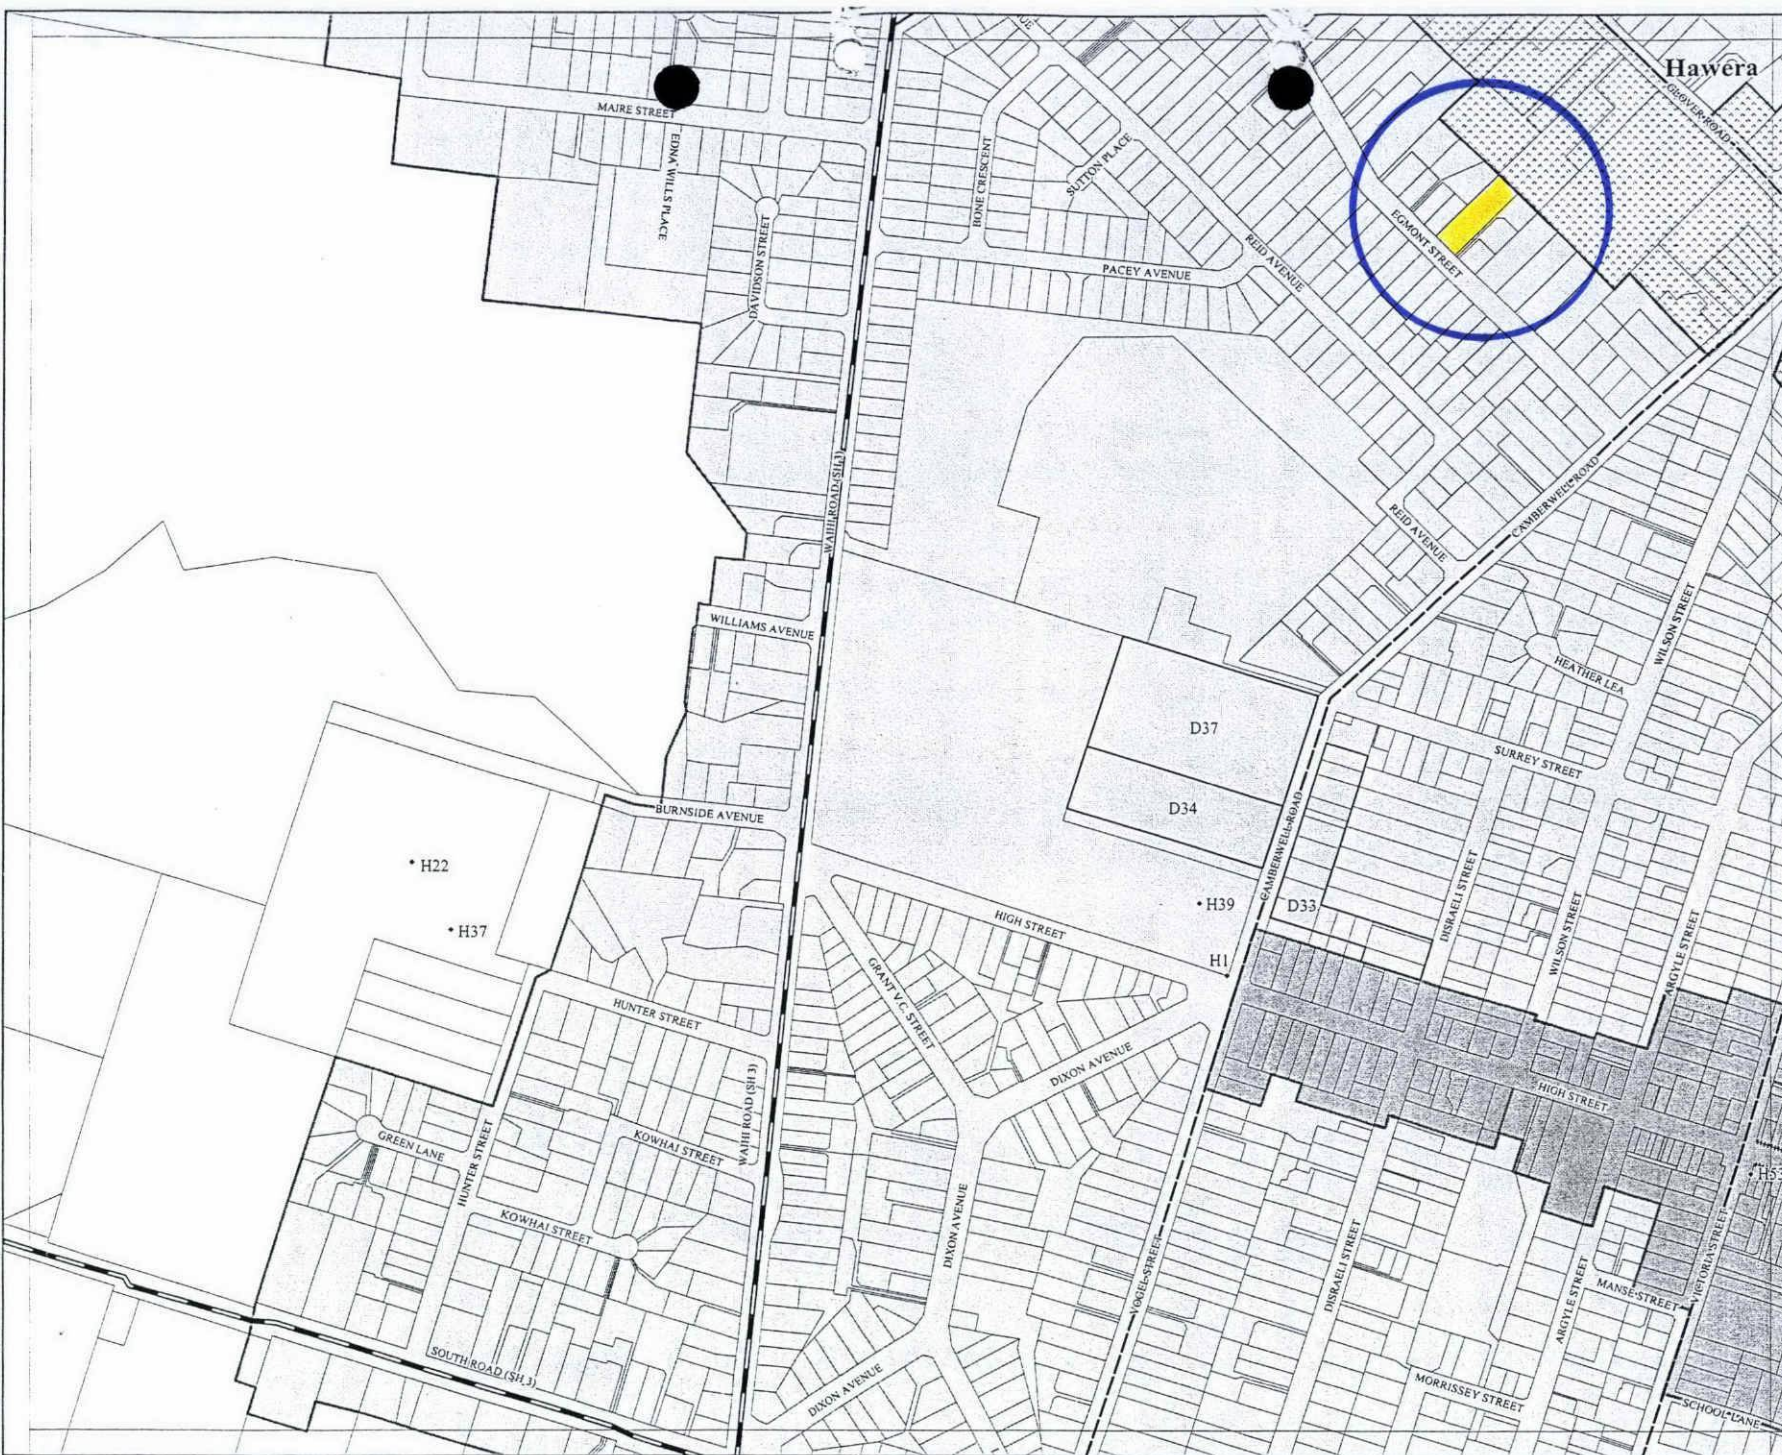 Hawera
GLOVER ROAD
MAIRE STREET
EDNA WILLS PLACE
BONE CRESCENT
SUTTON PLACE
DAVIDSON STREET
REID AVENUE
EGMONT STREET
PACEY AVENUE
WAIHI ROAD (SH 3)
CAMBERWELL ROAD
REID AVENUE
WILLIAMS AVENUE
WILSON STREET
HEATHER LEA
D37
SURREY STREET
D34
BURNSIDE AVENUE
CAMBERWELL ROAD
H22
H37
H39
D33
HIGH STREET
DISRAELI STREET
WILSON STREET
ARGYLE STREET
H1
GRANT V.C. STREET
HUNTER STREET
DIXON AVENUE
WAIHI ROAD (SH 3)
HIGH STREET
GREEN LANE
HUNTER STREET
KOWHAI STREET
KOWHAI STREET
DIXON AVENUE
VOGEL STREET
DISRAELI STREET
ARGYLE STREET
MANSE STREET
VICTORIA STREET
SOUTH ROAD (SH 3)
DIXON AVENUE
MORRISSEY STREET
SCHOOL LANE